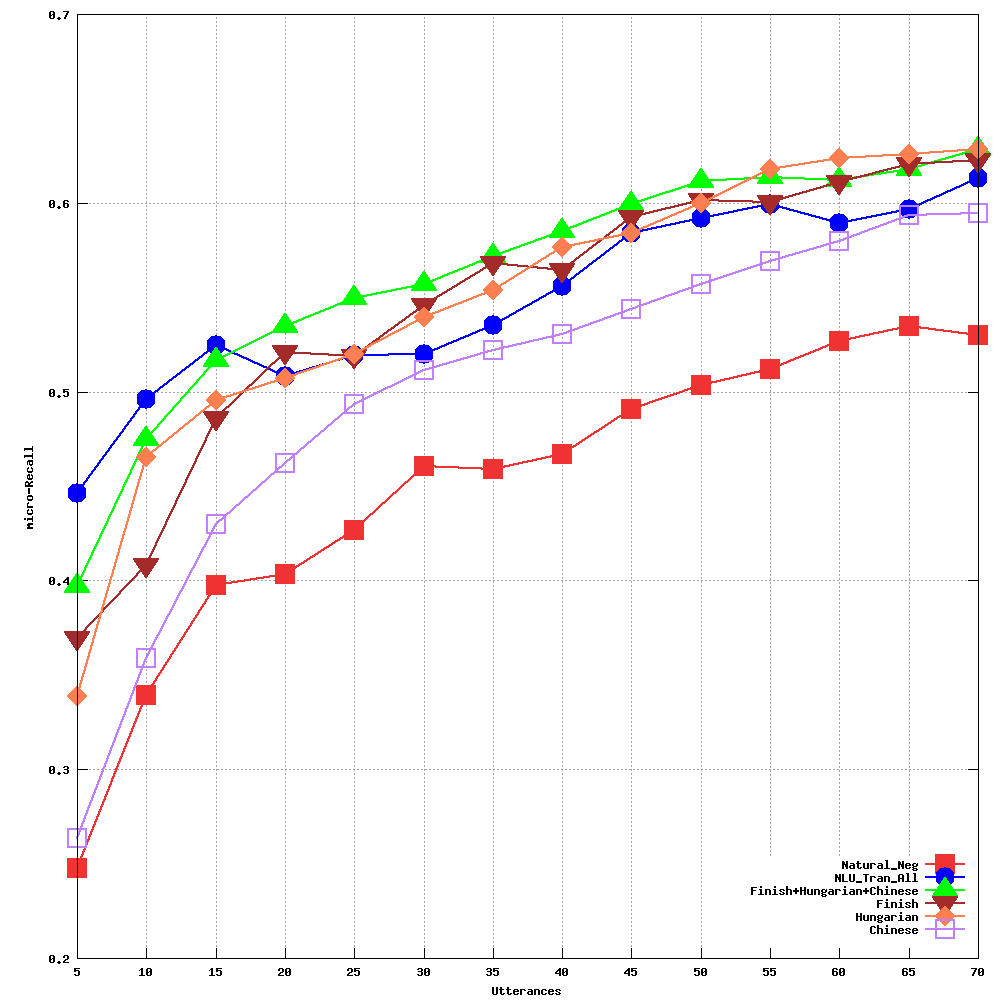 0.7
0.6
0.5
0.4
0.3
0.2
micro-Recall
5 10 15 20 25 30 35 40 45 50 55 60 65 70
Utterances
Natural_Neg
NLU_Tran_All
Finish+Hungarian+Chinese
Finish
Hungarian
Chinese